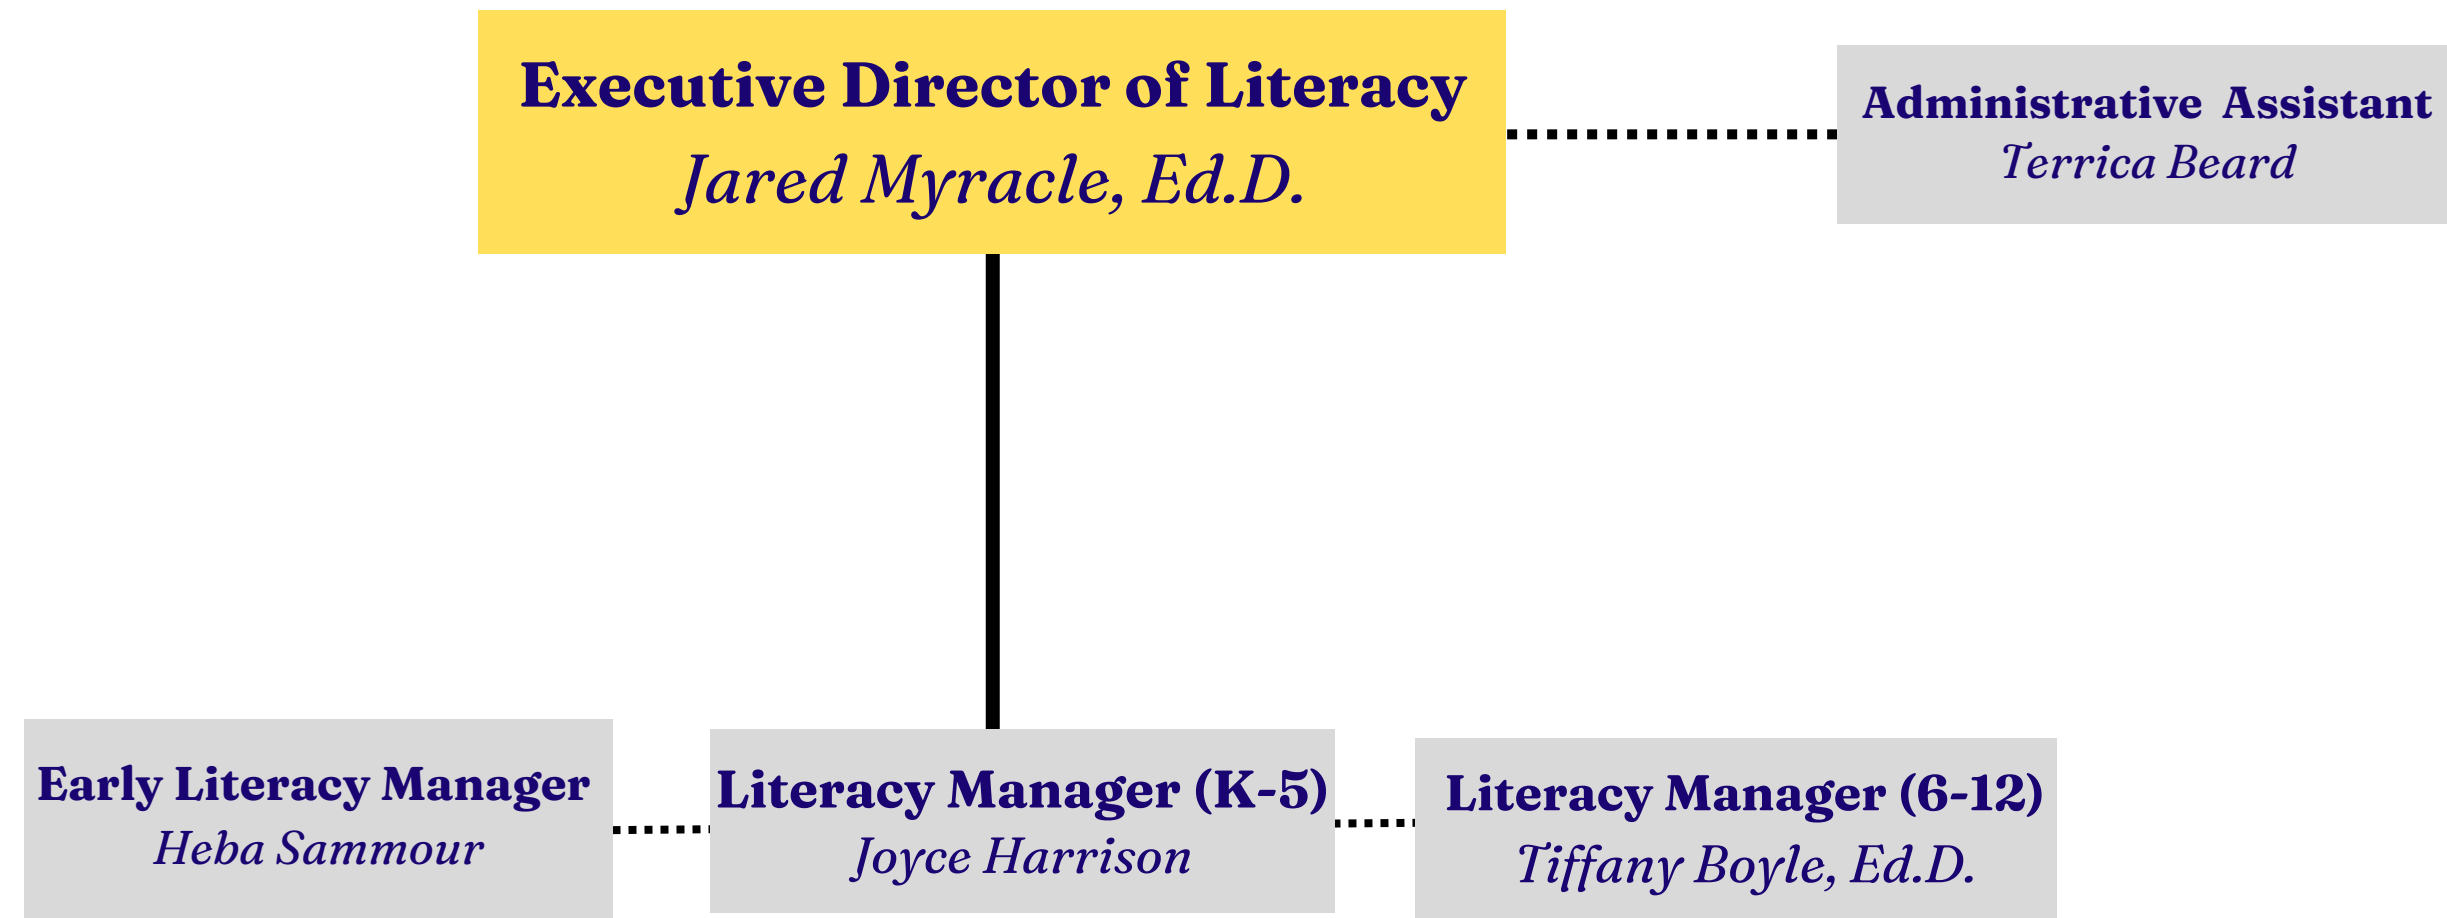 Executive Director of Literacy
Jared Myracle, Ed.D.
Administrative Assistant
Terrica Beard
Early Literacy Manager
Heba Sammour
Literacy Manager (K-5)
Joyce Harrison
Literacy Manager (6-12)
Tiffany Boyle, Ed.D.